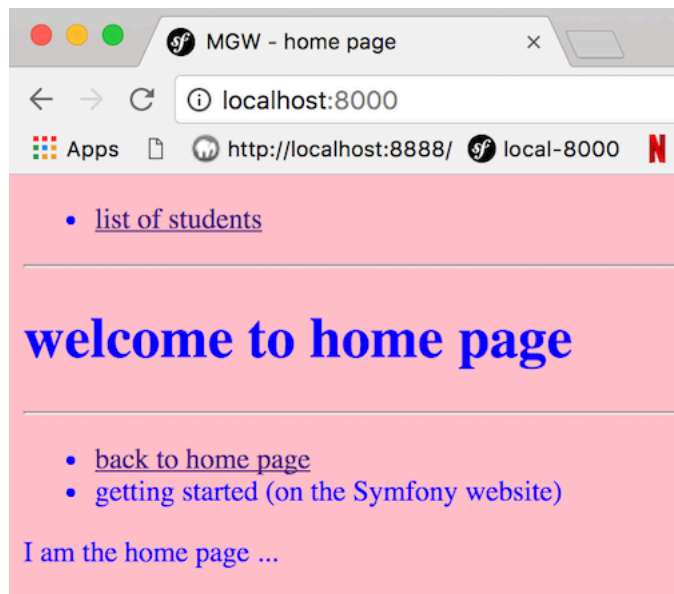 MGW - home page
localhost:8000
Apps http://localhost:8888/ local-8000
list of students
welcome to home page
back to home page
getting started (on the Symfony website)
I am the home page ...